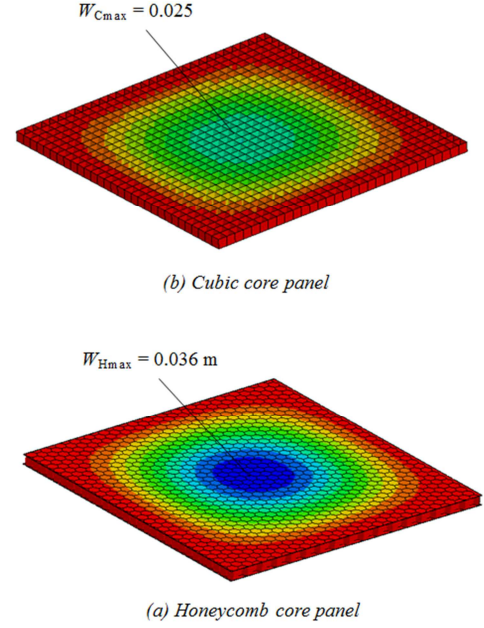 W_Cmax = 0.025
(b) Cubic core panel
W_Hmax = 0.036 m
(a) Honeycomb core panel